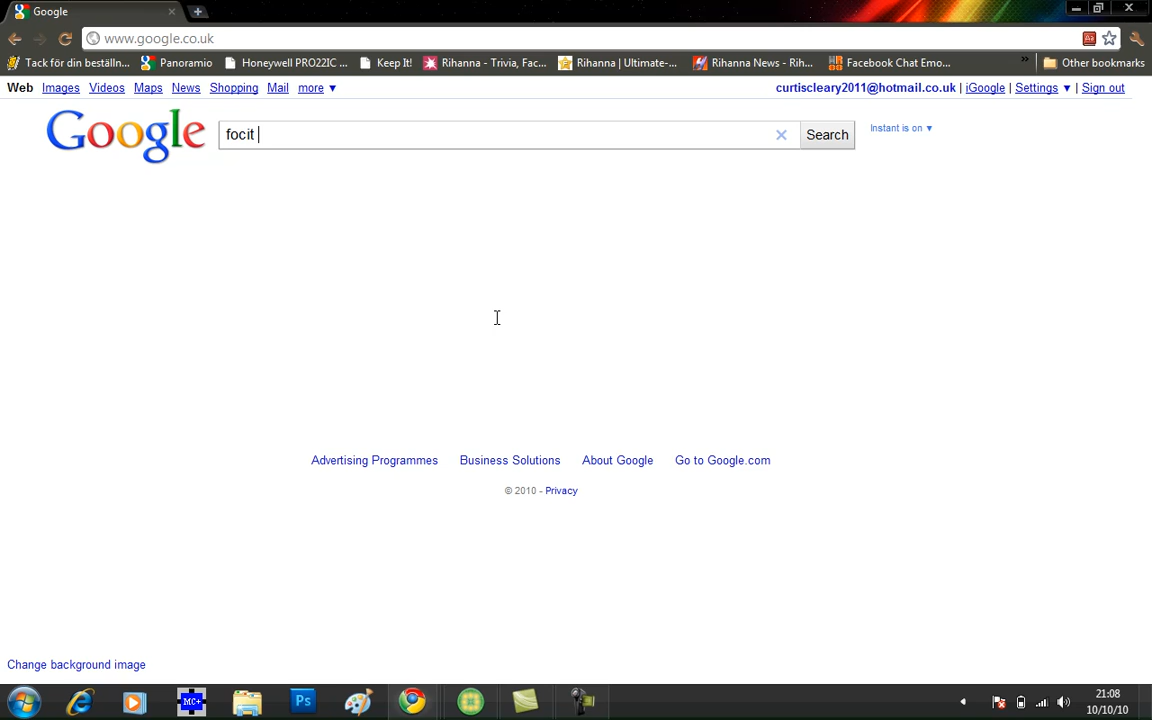 Google
www.google.co.uk
Tack för din beställn... Panoramio Honeywell PRO22IC ... Keep It! Rihanna - Trivia, Fac... Rihanna | Ultimate-... Rihanna News - Rih... Facebook Chat Emo... » Other bookmarks
Web Images Videos Maps News Shopping Mail more ▼ curtiscleary2011@hotmail.co.uk | iGoogle | Settings ▼ | Sign out
Google focit Search Instant is on ▼
Advertising Programmes Business Solutions About Google Go to Google.com
© 2010 - Privacy
Change background image
MC+ Ps 21:08
10/10/10